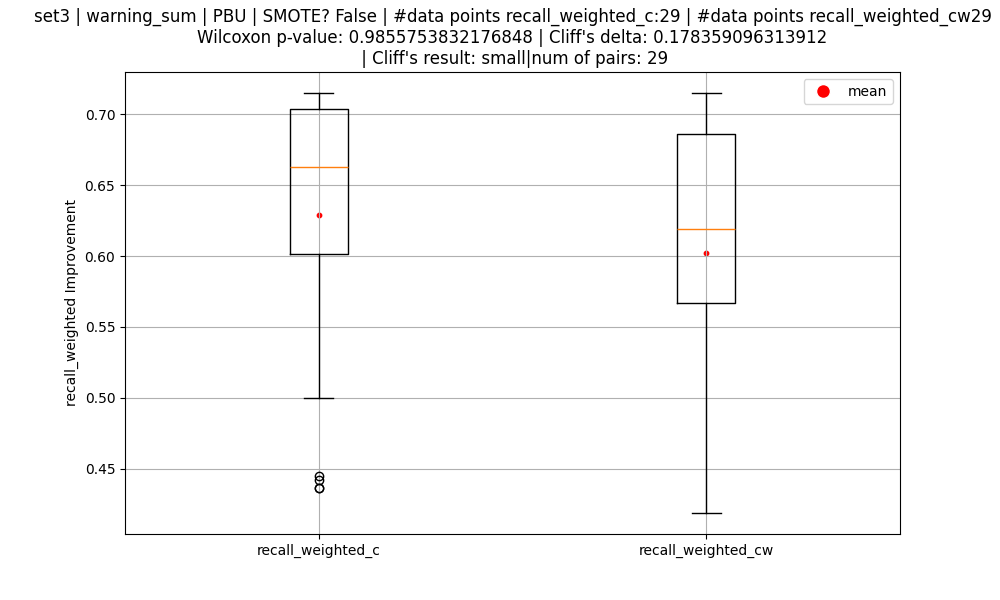 set3 | warning_sum | PBU | SMOTE? False | #data points recall_weighted_c:29 | #data points recall_weighted_cw29
Wilcoxon p-value: 0.9855753832176848 | Cliff's delta: 0.178359096313912
| Cliff's result: small|num of pairs: 29
mean
recall_weighted Improvement
0.70
0.65
0.60
0.55
0.50
0.45
recall_weighted_c
recall_weighted_cw